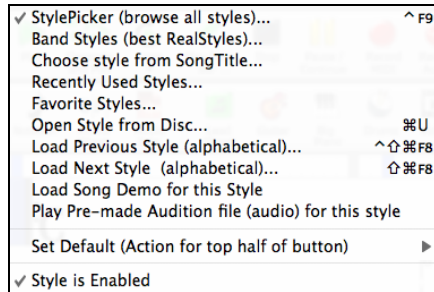 ✓ StylePicker (browse all styles)... ^ F9
Band Styles (best RealStyles)...
Choose style from SongTitle...
Recently Used Styles...
Favorite Styles...
Open Style from Disc... ⌘U
Load Previous Style (alphabetical)... ^⇧⌘F8
Load Next Style  (alphabetical)... ⇧⌘F8
Load Song Demo for this Style
Play Pre-made Audition file (audio) for this style
Set Default (Action for top half of button) ▶
✓ Style is Enabled